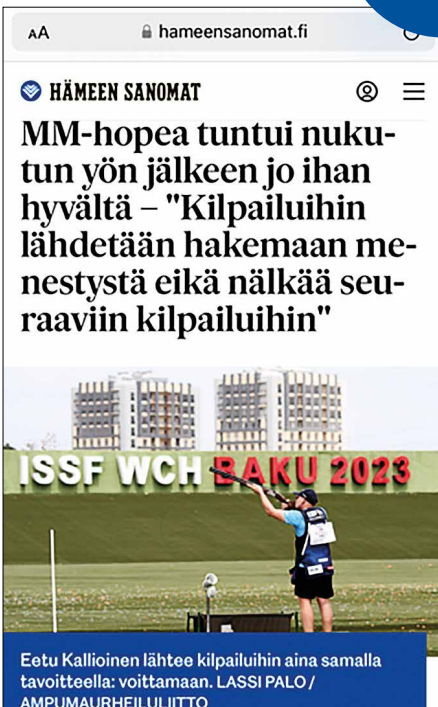 AA hameensanomat.fi
HÄMEEN SANOMAT
MM-hopea tuntui nuku-
tun yön jälkeen jo ihan
hyvältä – "Kilpailuihin
lähdetään hakemaan me-
nestystä eikä nälkää seu-
raaviin kilpailuihin"
ISSF WCH BAKU 2023
Eetu Kallioinen lähtee kilpailuihin aina samalla
tavoitteella: voittamaan. LASSI PALO /
AMPUMAURHEILULIITTO